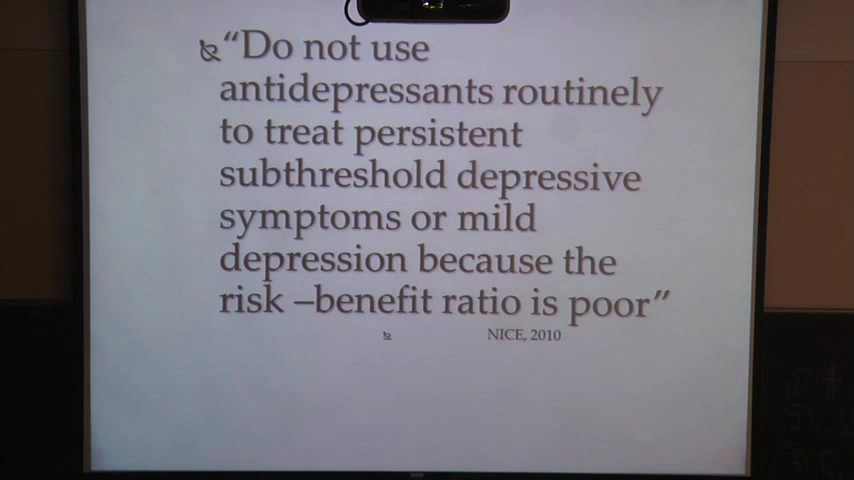 “Do not use
antidepressants routinely
to treat persistent
subthreshold depressive
symptoms or mild
depression because the
risk –benefit ratio is poor”
NICE, 2010